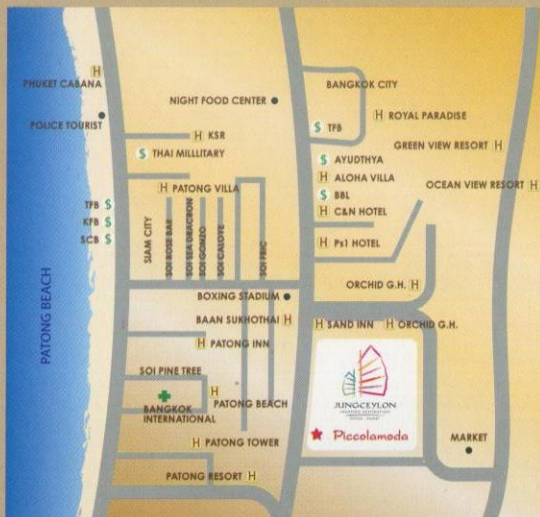 PHUKET CABANA
POLICE TOURIST
NIGHT FOOD CENTER
BANGKOK CITY
H ROYAL PARADISE
$ TFB
GREEN VIEW RESORT H
H KSR
$ THAI MILLLITARY
$ AYUDTHYA
H ALOHA VILLA
OCEAN VIEW RESORT H
H PATONG VILLA
$ BBL
H C&N HOTEL
TFB $
KFB $
SCB $
SIAM CITY
SOI ROSE BAR
SOI SEA DRACRON
SOI GONZO
SOI CALOYE
SOI ERIC
H Ps1 HOTEL
PATONG BEACH
ORCHID G.H. H
BOXING STADIUM
BAAN SUKHOTHAI H
H SAND INN
H ORCHID G.H.
H PATONG INN
SOI PINE TREE
H
PATONG BEACH
BANGKOK
INTERNATIONAL
JUNGCEYLON
Piccolamoda
H PATONG TOWER
MARKET
PATONG RESORT H